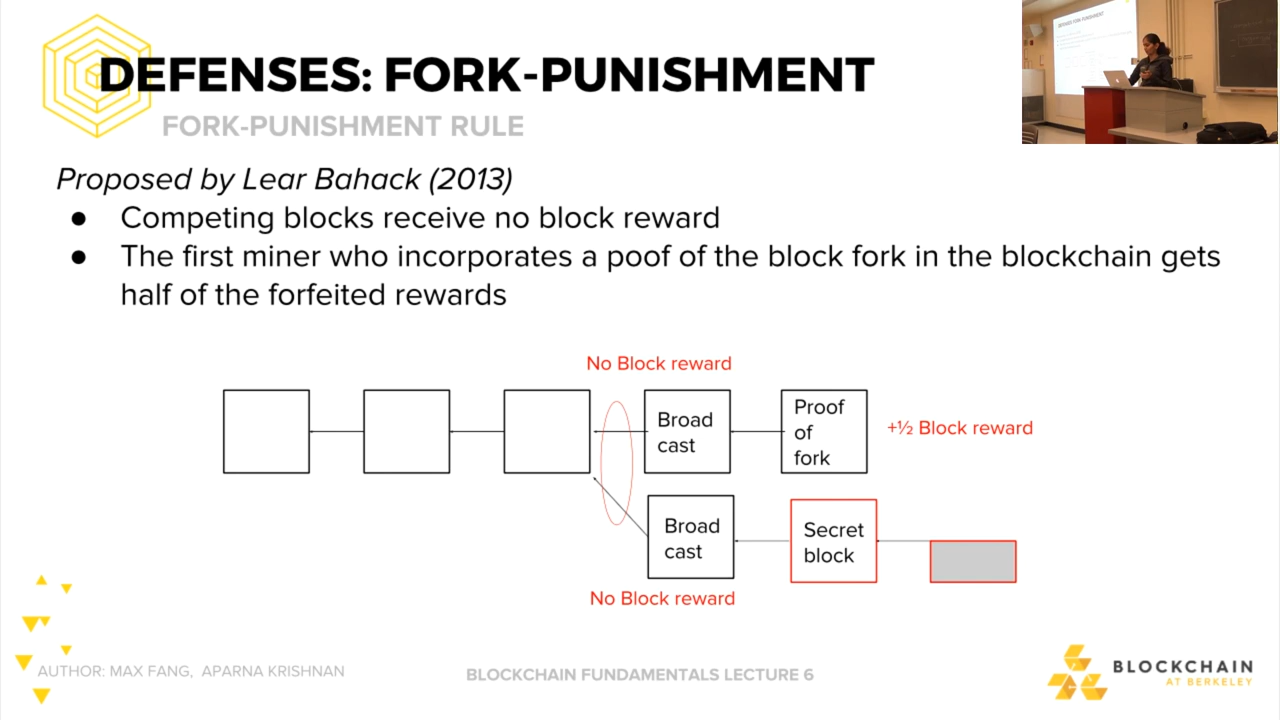 DEFENSES: FORK-PUNISHMENT
FORK-PUNISHMENT RULE
Proposed by Lear Bahack (2013)
● Competing blocks receive no block reward
● The first miner who incorporates a poof of the block fork in the blockchain gets
half of the forfeited rewards
No Block reward
Broad
cast
Proof
of
fork
+½ Block reward
Broad
cast
Secret
block
No Block reward
AUTHOR: MAX FANG, APARNA KRISHNAN
BLOCKCHAIN FUNDAMENTALS LECTURE 6
BLOCKCHAIN
AT BERKELEY
DEFENSES: FORK-PUNISHMENT